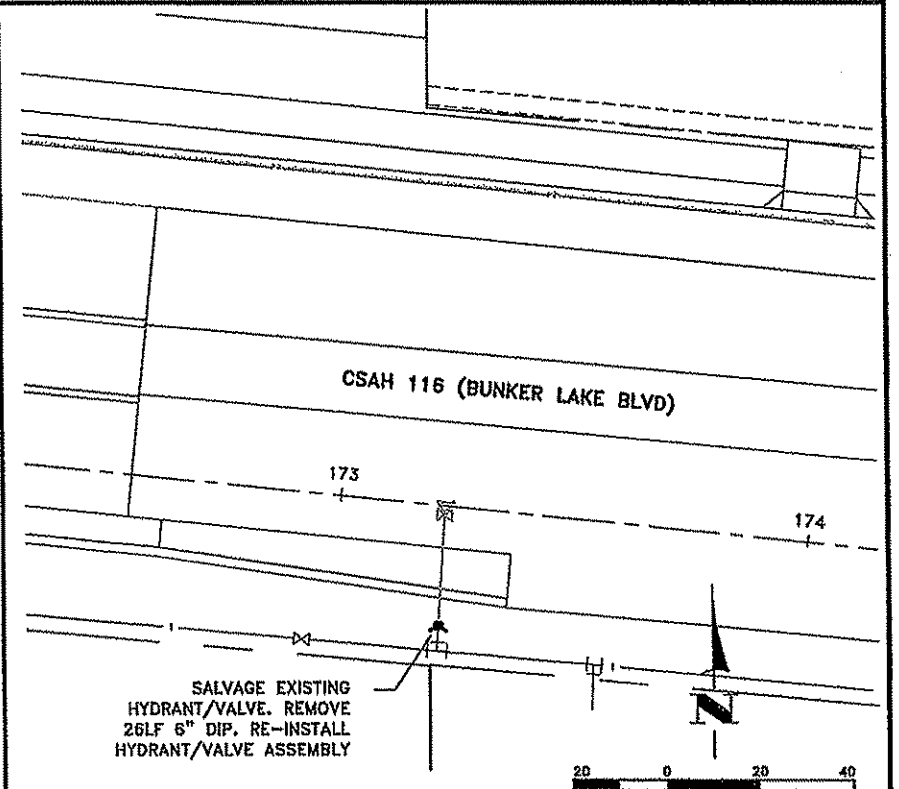 CSAH 116 (BUNKER LAKE BLVD)
173
174
SALVAGE EXISTING
HYDRANT/VALVE. REMOVE
26LF 6" DIP. RE-INSTALL
HYDRANT/VALVE ASSEMBLY
N
20 0 20 40